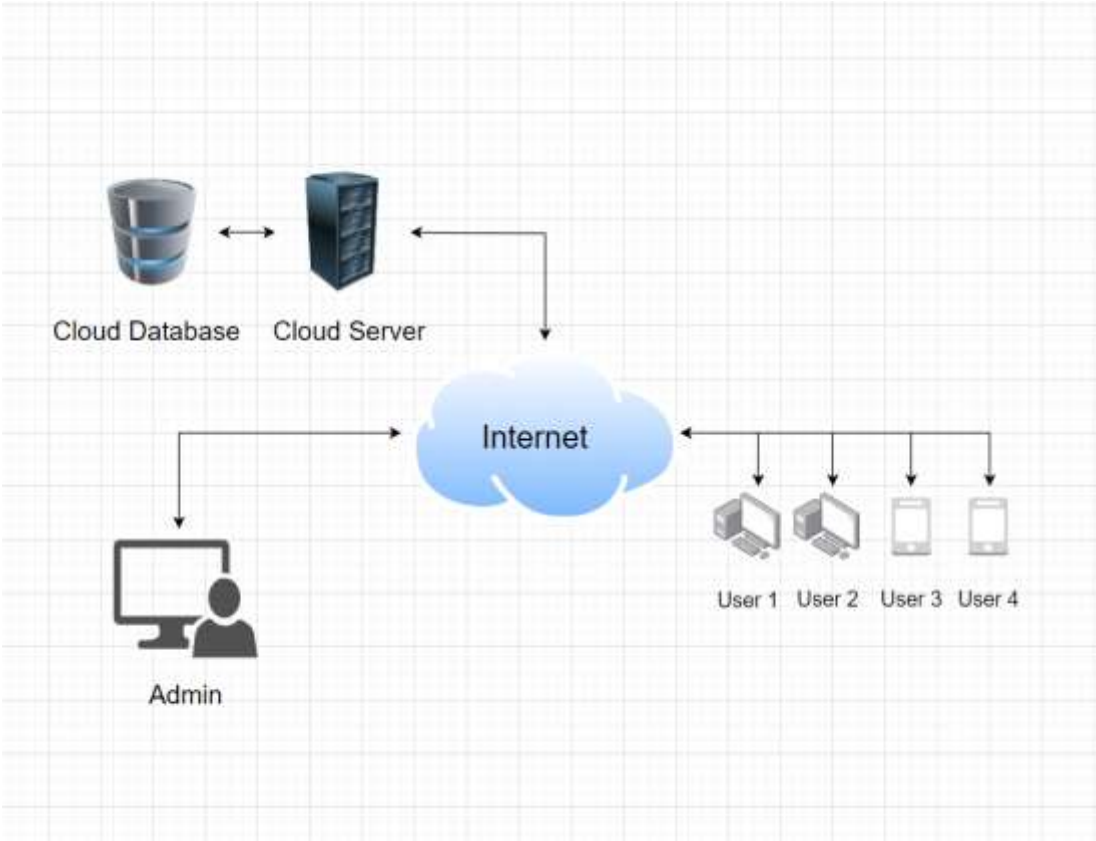 Cloud Database
Cloud Server
Internet
User 1
User 2
User 3
User 4
Admin